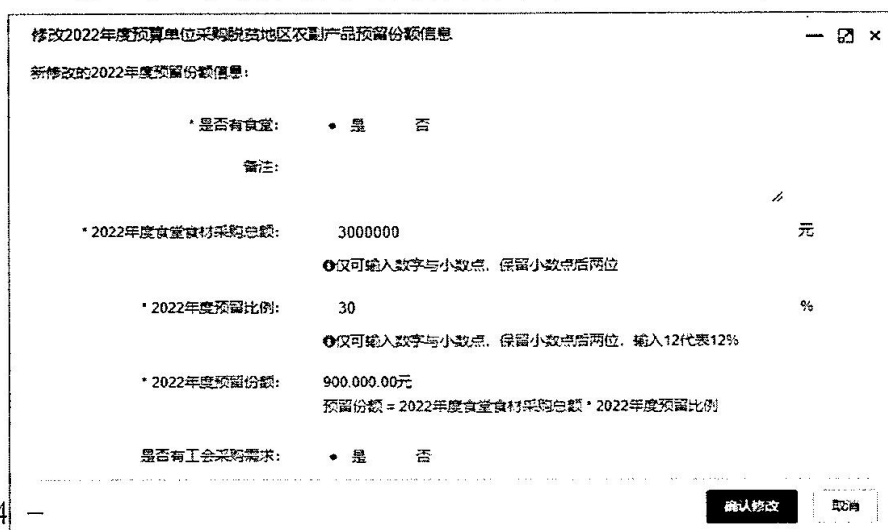 修改2022年度预算单位采购脱贫地区农副产品预留份额信息
新修改的2022年度预留份额信息：
* 是否有食堂： 是 否
备注：
* 2022年度食堂食材采购总额： 3000000 元
仅可输入数字与小数点，保留小数点后两位
* 2022年度预留比例： 30 %
仅可输入数字与小数点，保留小数点后两位，输入12代表12%
* 2022年度预留份额： 900,000.00元
预留份额 = 2022年度食堂食材采购总额 * 2022年度预留比例
是否有工会采购需求： 是 否
4 —
确认修改 取消